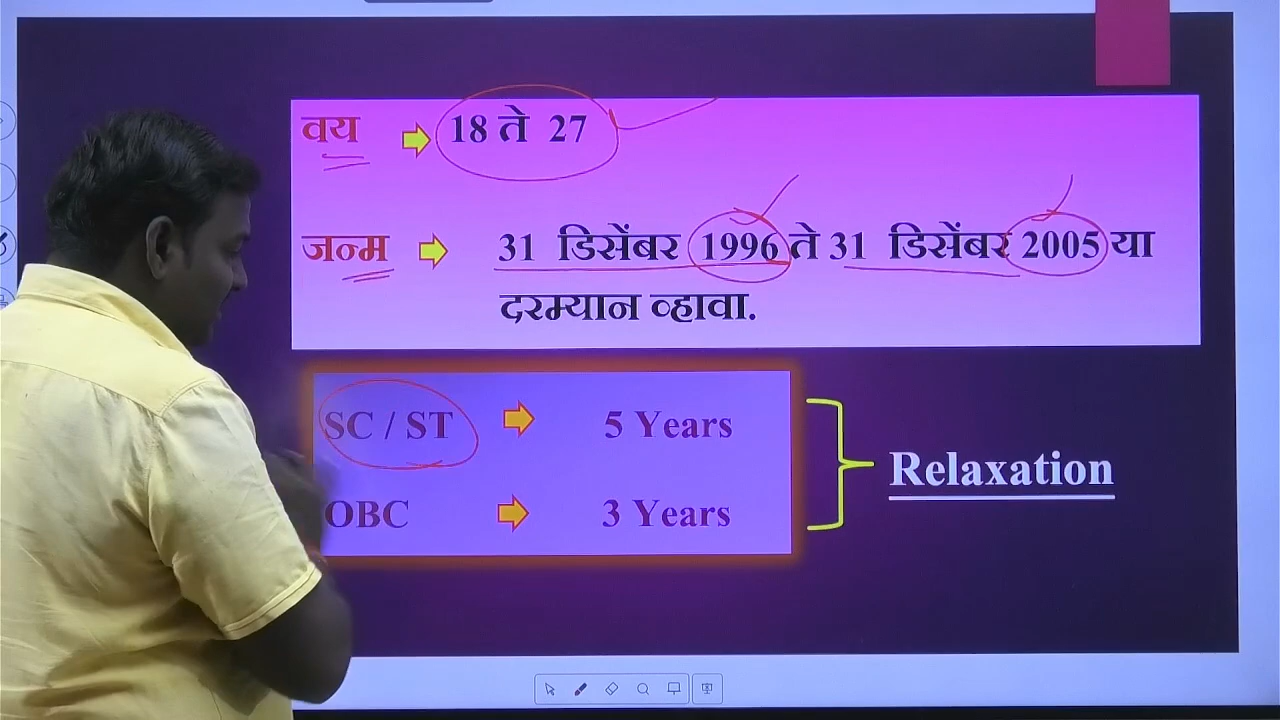 वय 18 ते 27
जन्म 31 डिसेंबर 1996 ते 31 डिसेंबर 2005 या
दरम्यान व्हावा.
SC / ST 5 Years
OBC 3 Years
Relaxation